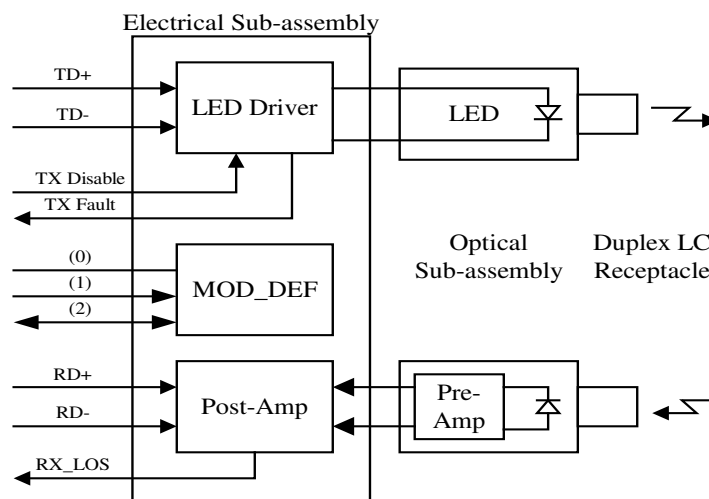 Electrical Sub-assembly
TD+
TD-
LED Driver
LED
TX Disable
TX Fault
(0)
(1)
(2)
MOD_DEF
Optical
Sub-assembly
Duplex LC
Receptacle
RD+
RD-
Post-Amp
Pre-
Amp
RX_LOS